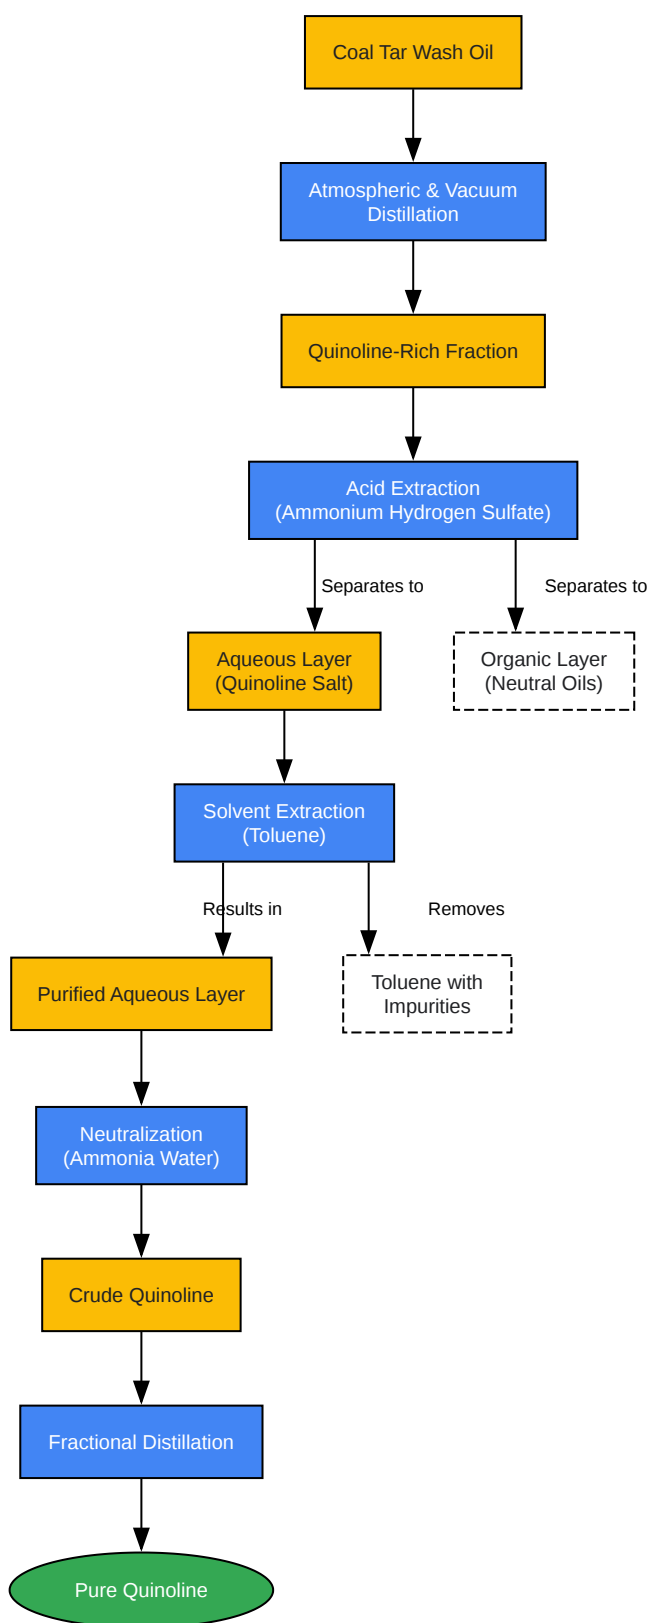 Coal Tar Wash Oil
Atmospheric & Vacuum
Distillation
Quinoline-Rich Fraction
Acid Extraction
(Ammonium Hydrogen Sulfate)
Separates to
Separates to
Aqueous Layer
(Quinoline Salt)
Organic Layer
(Neutral Oils)
Solvent Extraction
(Toluene)
Results in
Removes
Purified Aqueous Layer
Toluene with
Impurities
Neutralization
(Ammonia Water)
Crude Quinoline
Fractional Distillation
Pure Quinoline